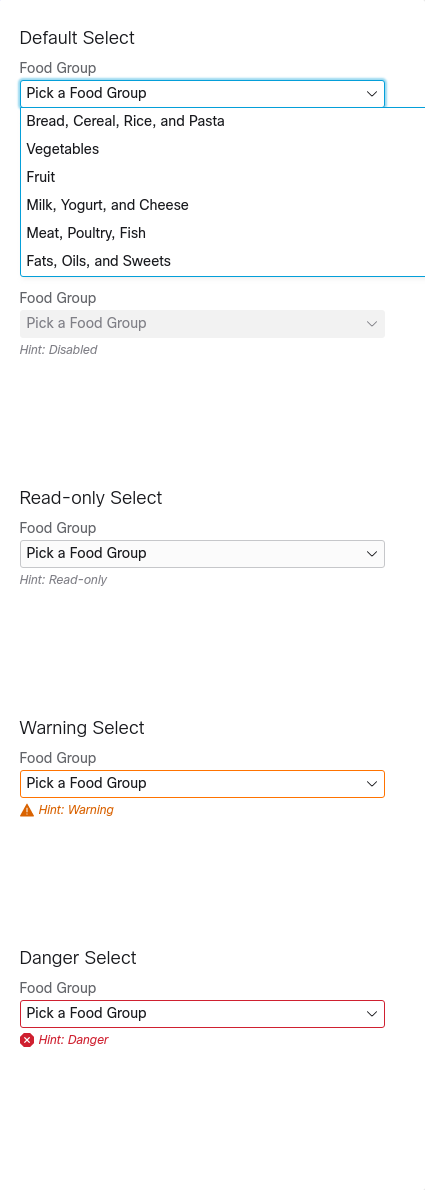 Default Select
Food Group
Pick a Food Group
Bread, Cereal, Rice, and Pasta
Vegetables
Fruit
Milk, Yogurt, and Cheese
Meat, Poultry, Fish
Fats, Oils, and Sweets
Food Group
Pick a Food Group
Hint: Disabled
Read-only Select
Food Group
Pick a Food Group
Hint: Read-only
Warning Select
Food Group
Pick a Food Group
Hint: Warning
Danger Select
Food Group
Pick a Food Group
Hint: Danger